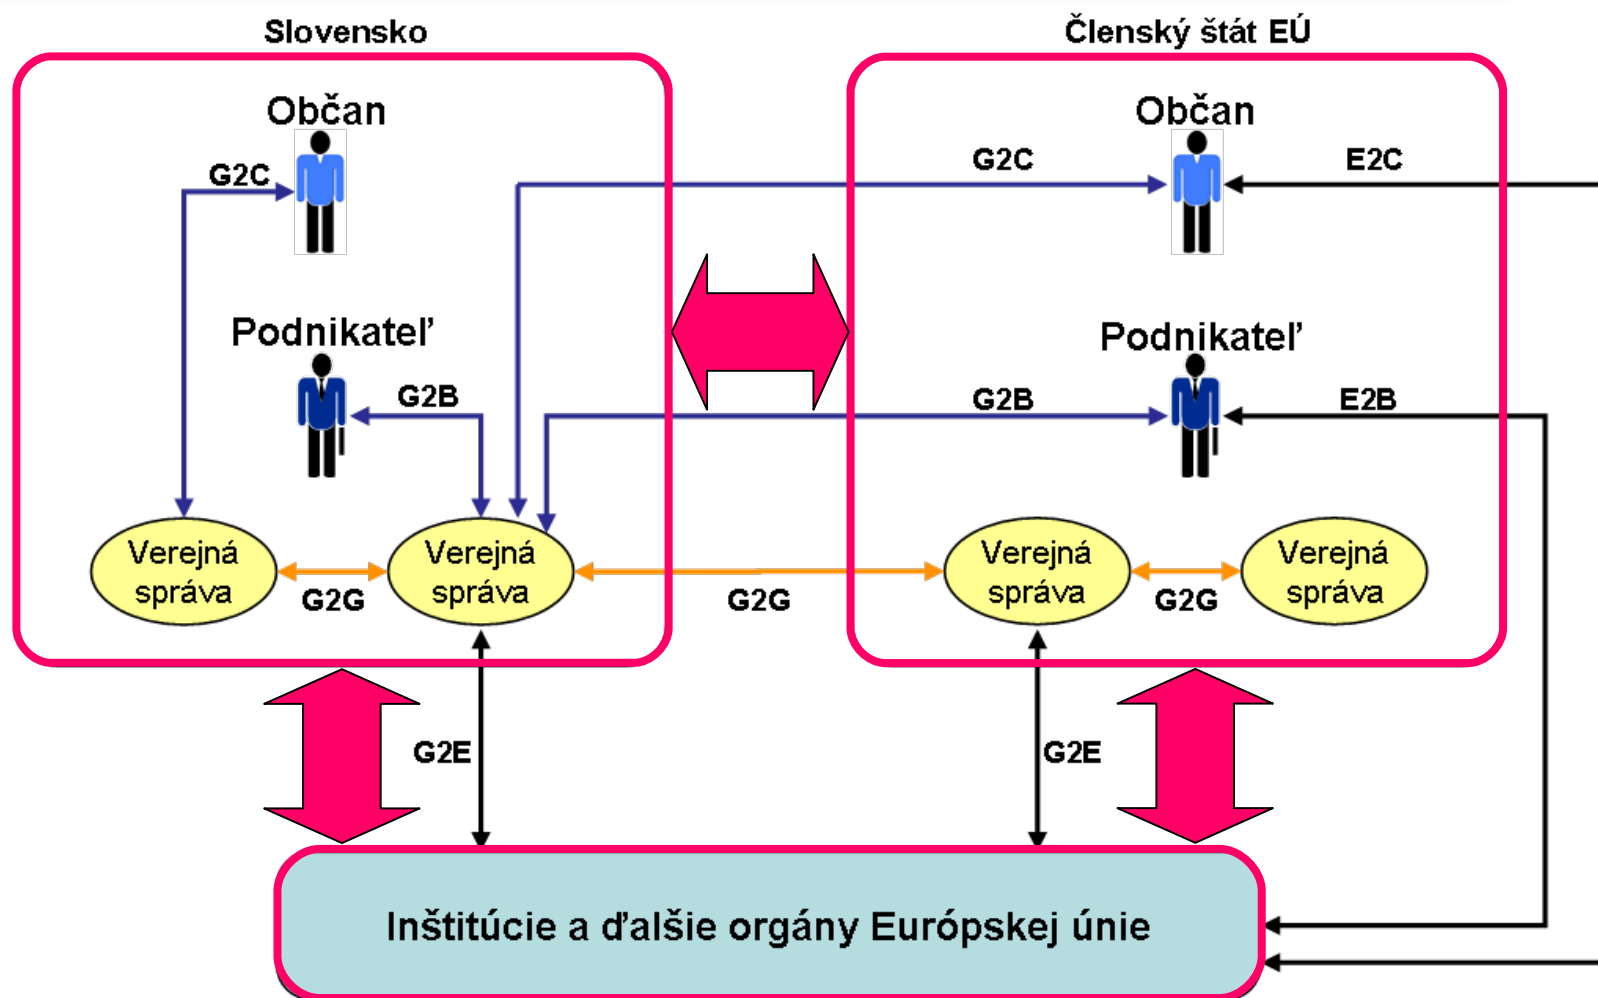 Slovensko
Členský štát EÚ
Občan
Občan
G2C
G2C
E2C
Podnikateľ
Podnikateľ
G2B
G2B
E2B
Verejná
správa
Verejná
správa
Verejná
správa
Verejná
správa
G2G
G2G
G2G
G2E
G2E
Inštitúcie a ďalšie orgány Európskej únie